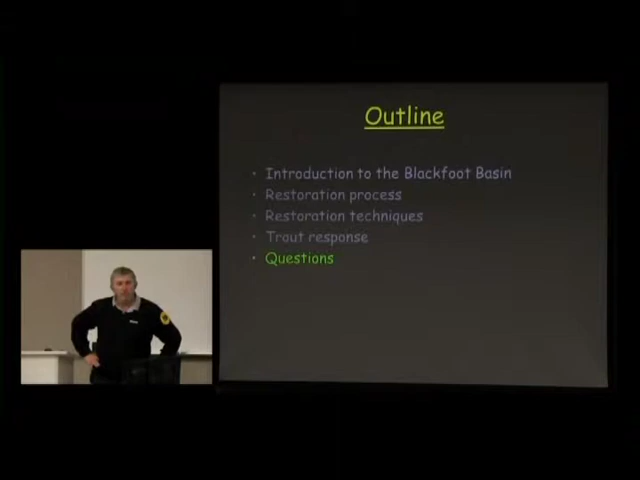 Outline
• Introduction to the Blackfoot Basin
• Restoration process
• Restoration techniques
• Trout response
• Questions